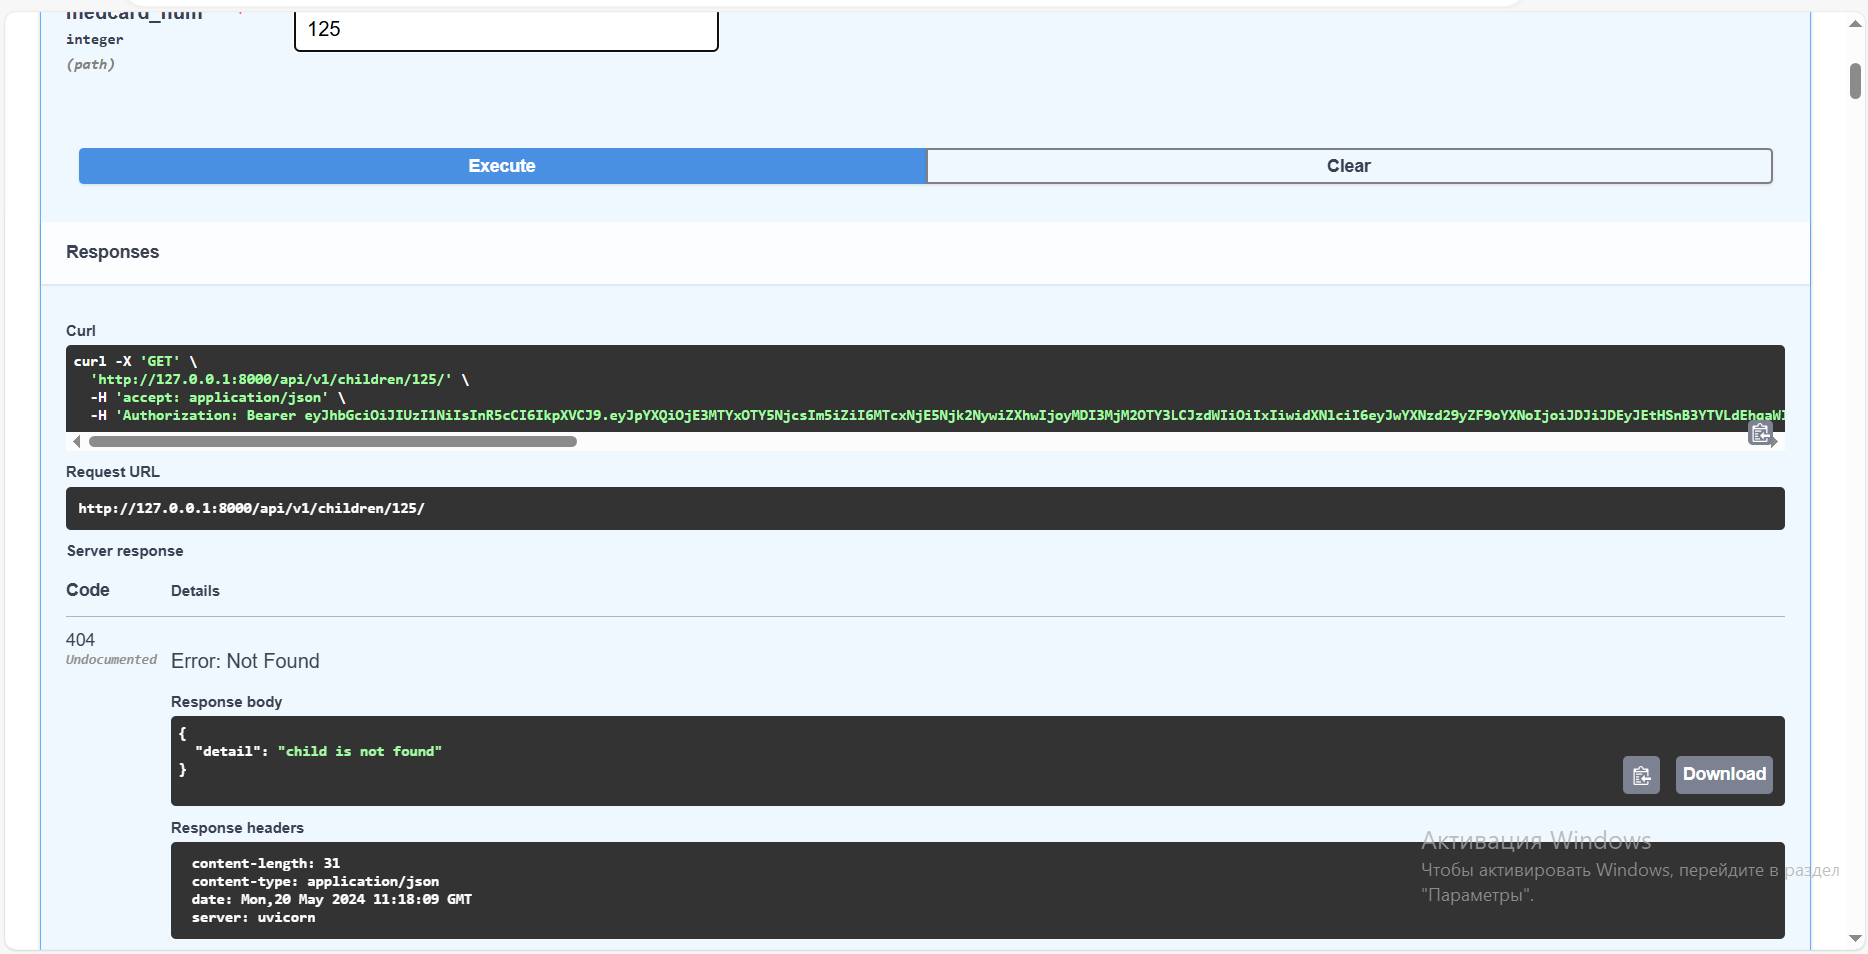 medcard_num *
125
integer
(path)
Execute
Clear
Responses
Curl
curl -X 'GET' \
'http://127.0.0.1:8000/api/v1/children/125/' \
-H 'accept: application/json' \
-H 'Authorization: Bearer
Request URL
http://127.0.0.1:8000/api/v1/children/125/
Server response
Code Details
404
Undocumented
Error: Not Found
Response body
{
"detail": "child is not found"
}
Download
Response headers
content-length: 31
content-type: application/json
date: Mon,20 May 2024 11:18:09 GMT
server: uvicorn
Активация Windows
Чтобы активировать Windows, перейдите в раздел
"Параметры".